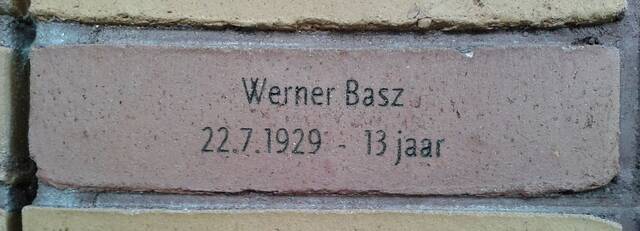 Werner Basz
22.7.1929 - 13 jaar